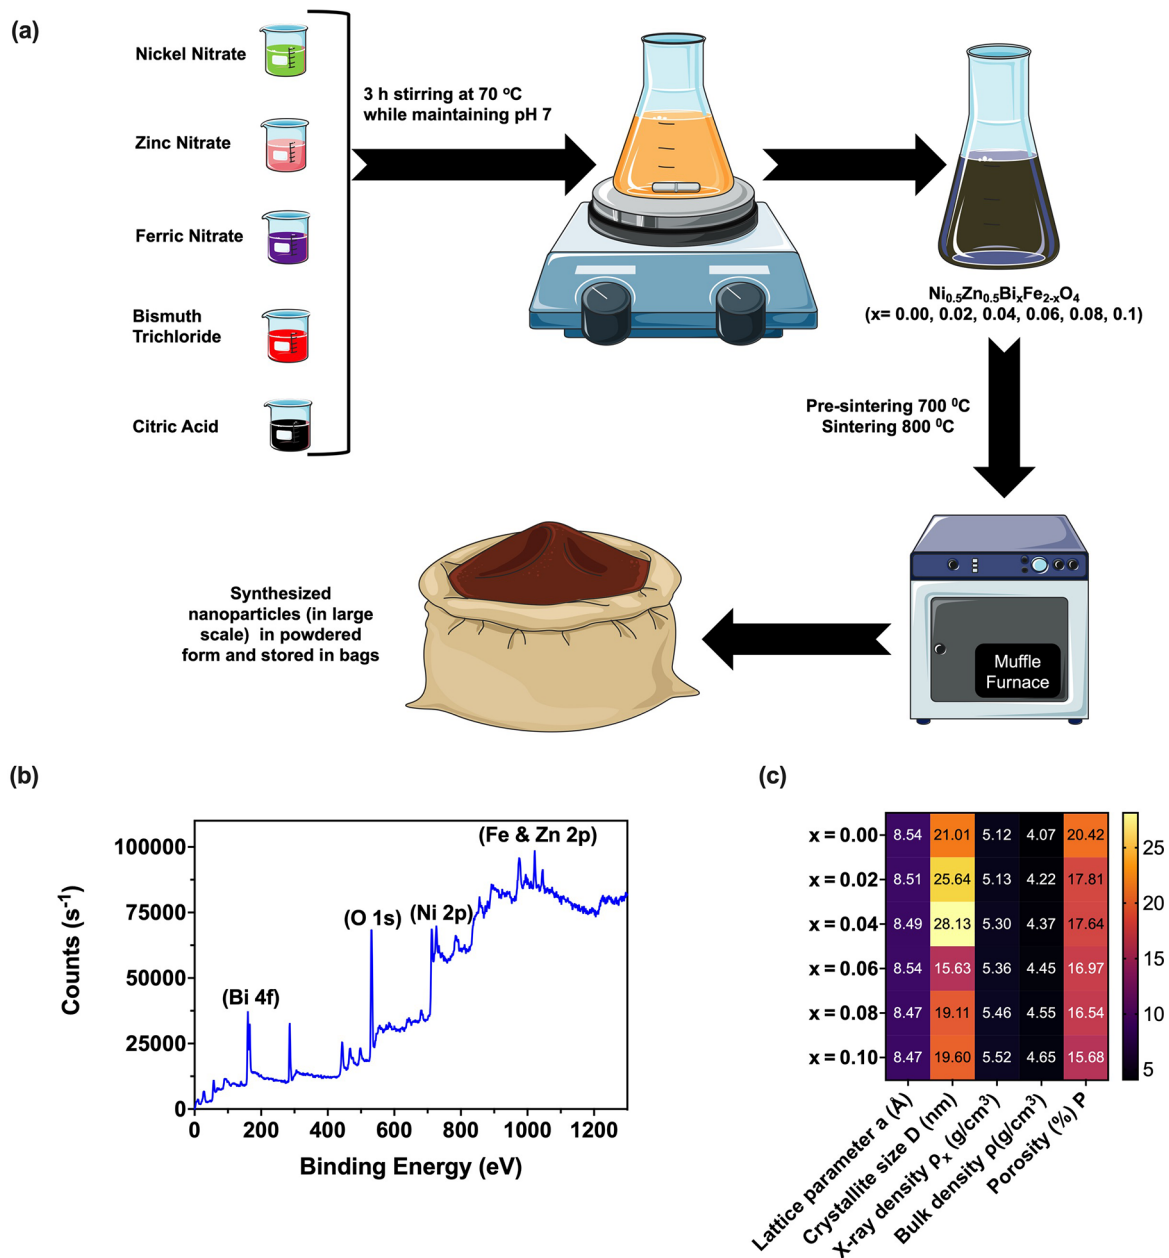 (a)
Nickel Nitrate
Zinc Nitrate
Ferric Nitrate
Bismuth
Trichloride
Citric Acid
3 h stirring at 70 ºC
while maintaining pH 7
Ni₀.₅Zn₀.₅BiₓFe₂₋ₓO₄
(x= 0.00, 0.02, 0.04, 0.06, 0.08, 0.1)
Pre-sintering 700 ⁰C
Sintering 800 ⁰C
Muffle
Furnace
Synthesized
nanoparticles (in large
scale) in powdered
form and stored in bags
(b)
Counts (s⁻¹)
100000
75000
50000
25000
0
(Bi 4f)
(O 1s)
(Ni 2p)
(Fe & Zn 2p)
0 200 400 600 800 1000 1200
Binding Energy (eV)
(c)
x = 0.00 8.54 21.01 5.12 4.07 20.42
x = 0.02 8.51 25.64 5.13 4.22 17.81
x = 0.04 8.49 28.13 5.30 4.37 17.64
x = 0.06 8.54 15.63 5.36 4.45 16.97
x = 0.08 8.47 19.11 5.46 4.55 16.54
x = 0.10 8.47 19.60 5.52 4.65 15.68
Lattice parameter a (Å)
Crystallite size D (nm)
X-ray density ρₓ (g/cm³)
Bulk density ρ(g/cm³)
Porosity (%) P
25
20
15
10
5